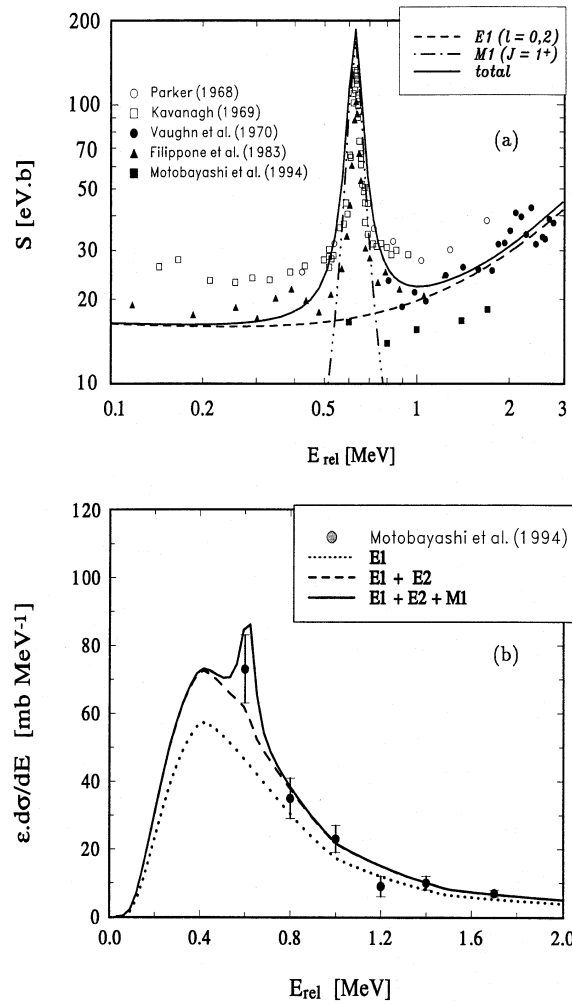 200
100
70
50
30
20
10
S [eV.b]
E1 (l = 0,2)
M1 (J = 1⁺)
total
Parker (1968)
Kavanagh (1969)
Vaughn et al. (1970)
Filippone et al. (1983)
Motobayashi et al. (1994)
(a)
0.1 0.2 0.5 1 2 3
E rel [MeV]
120
100
80
60
40
20
0
ε.dσ/dE [mb MeV⁻¹]
Motobayashi et al. (1994)
E1
E1 + E2
E1 + E2 + M1
(b)
0.0 0.4 0.8 1.2 1.6 2.0
E rel [MeV]